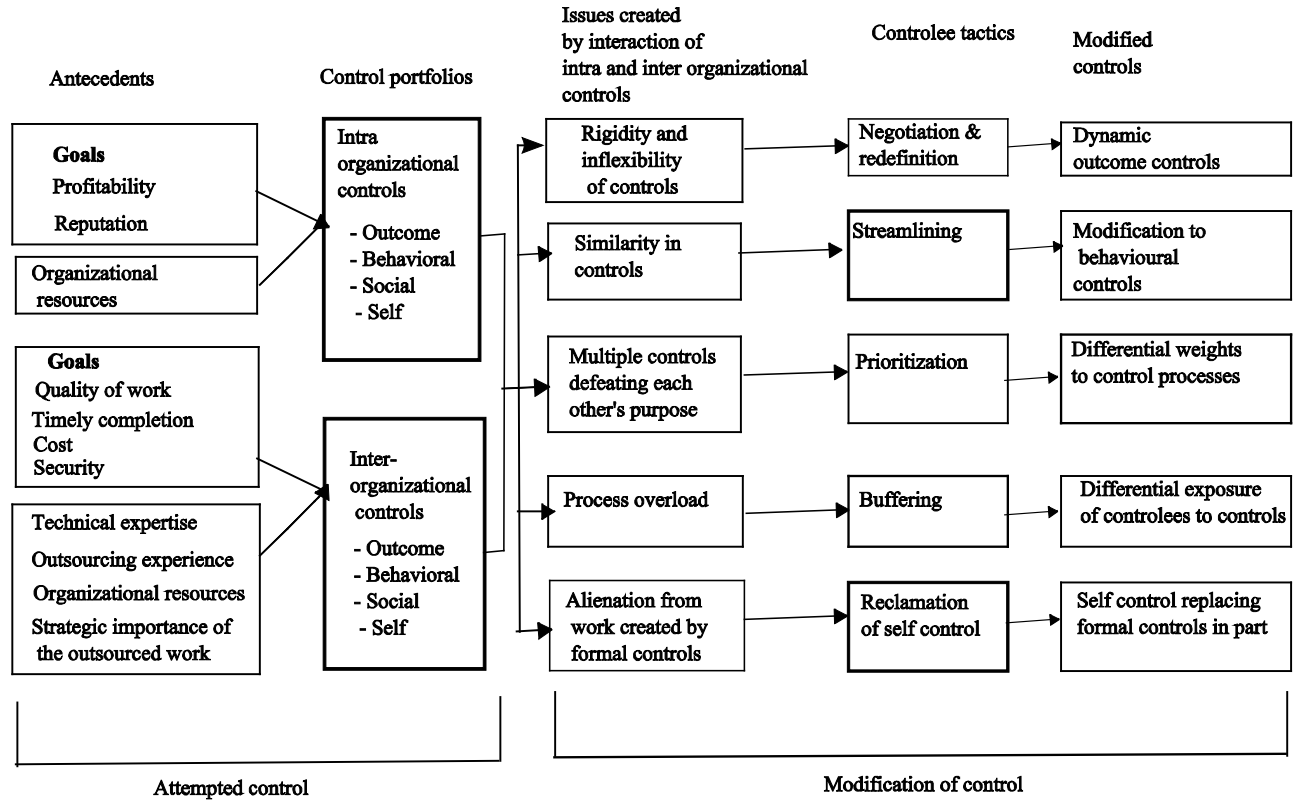 Antecedents
Control portfolios
Issues created
by interaction of
intra and inter organizational
controls
Controlee tactics
Modified
controls
Goals
Profitability
Reputation
Organizational
resources
Goals
Quality of work
Timely completion
Cost
Security
Technical expertise
Outsourcing experience
Organizational resources
Strategic importance of
the outsourced work
Intra
organizational
controls
- Outcome
- Behavioral
- Social
- Self
Inter-
organizational
controls
- Outcome
- Behavioral
- Social
- Self
Rigidity and
inflexibility
of controls
Negotiation &
redefinition
Dynamic
outcome controls
Similarity in
controls
Streamlining
Modification to
behavioural
controls
Multiple controls
defeating each
other's purpose
Prioritization
Differential weights
to control processes
Process overload
Buffering
Differential exposure
of controlees to controls
Alienation from
work created by
formal controls
Reclamation
of self control
Self control replacing
formal controls in part
Attempted control
Modification of control